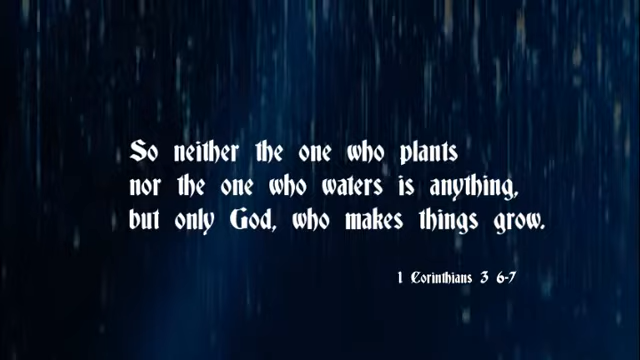 So neither the one who plants
nor the one who waters is anything,
but only God, who makes things grow.
1 Corinthians 3 6-7